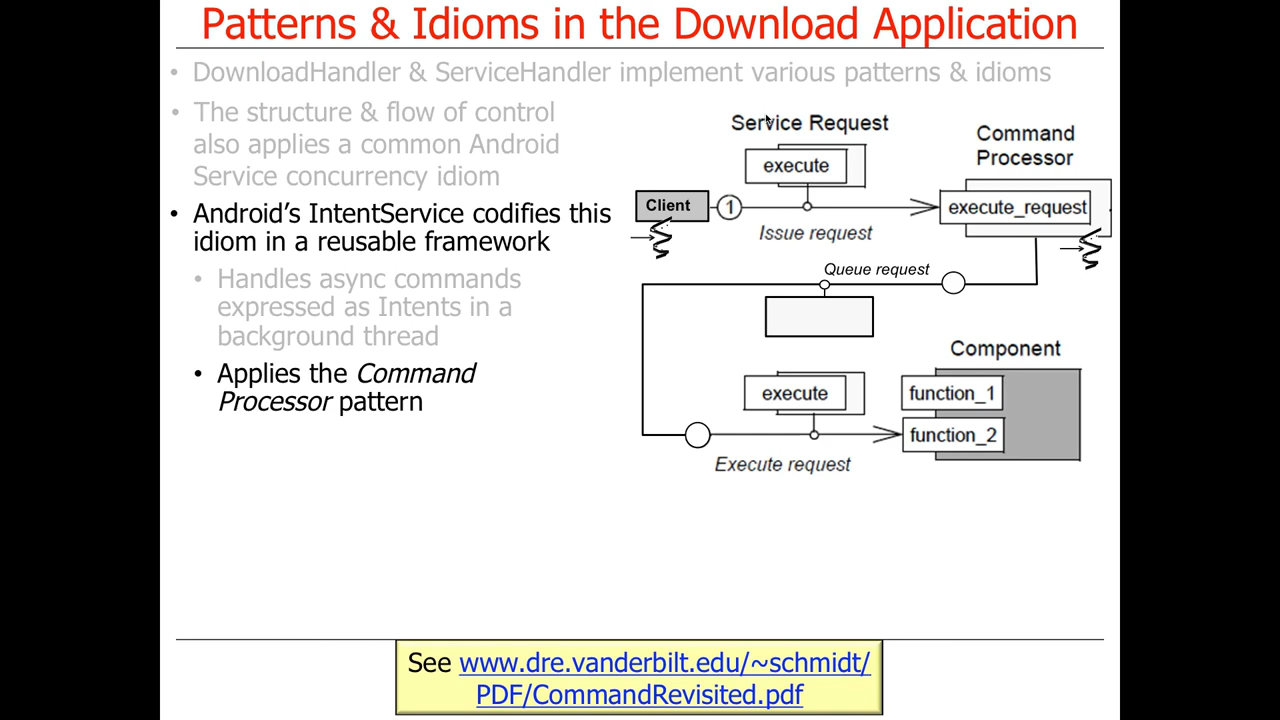 Patterns & Idioms in the Download Application
• DownloadHandler & ServiceHandler implement various patterns & idioms
• The structure & flow of control
also applies a common Android
Service concurrency idiom
• Android’s IntentService codifies this
idiom in a reusable framework
• Handles async commands
expressed as Intents in a
background thread
• Applies the Command
Processor pattern
Service Request
execute
Command
Processor
Client
1
execute_request
Issue request
Queue request
Component
execute
function_1
function_2
Execute request
See www.dre.vanderbilt.edu/~schmidt/
PDF/CommandRevisited.pdf